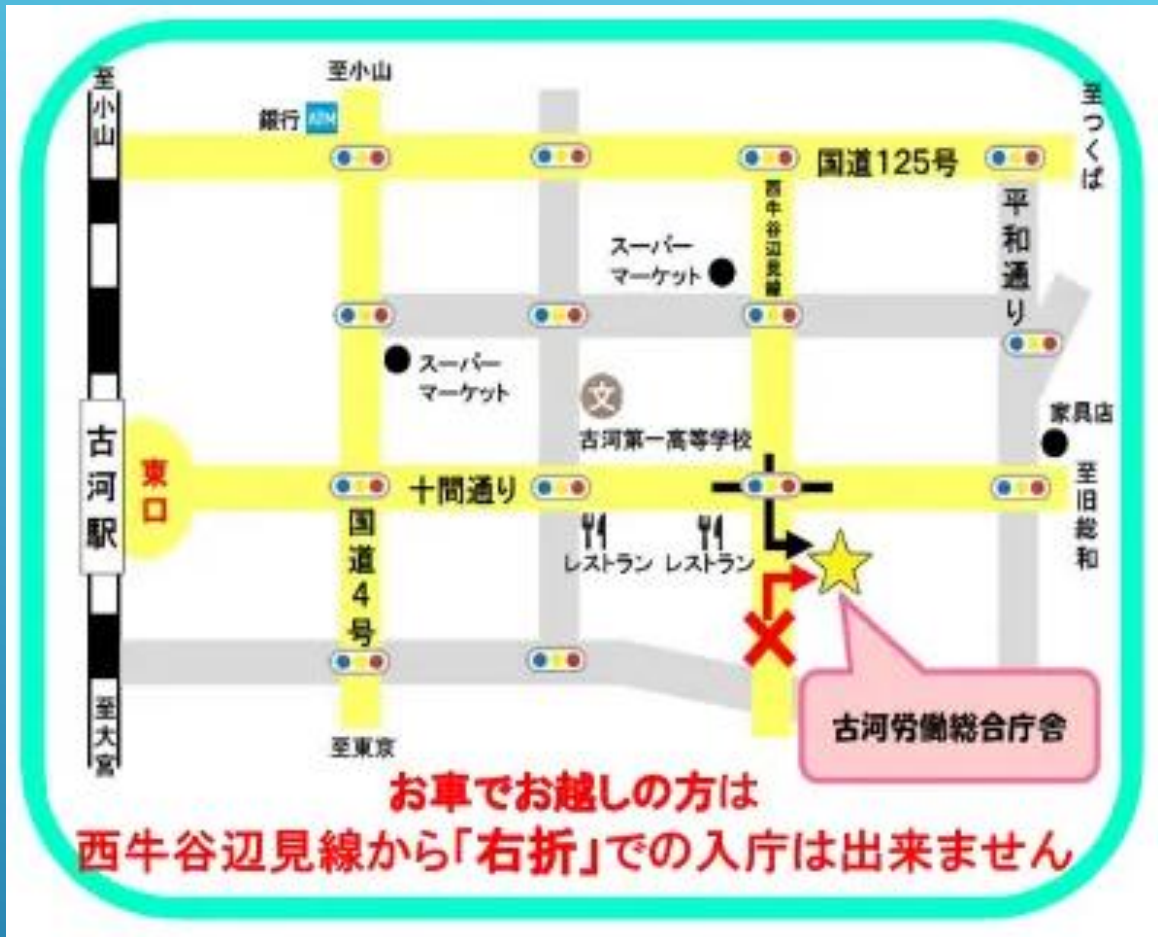 至小山
至小山
銀行 ATM
国道125号
至つくば
西牛谷辺見線
平和通り
スーパー
マーケット
スーパー
マーケット
文
古河第一高等学校
家具店
古河駅
東口
十間通り
至旧総和
国道4号
レストラン
レストラン
古河労働総合庁舎
至大宮
至東京
お車でお越しの方は
西牛谷辺見線から「右折」での入庁は出来ません